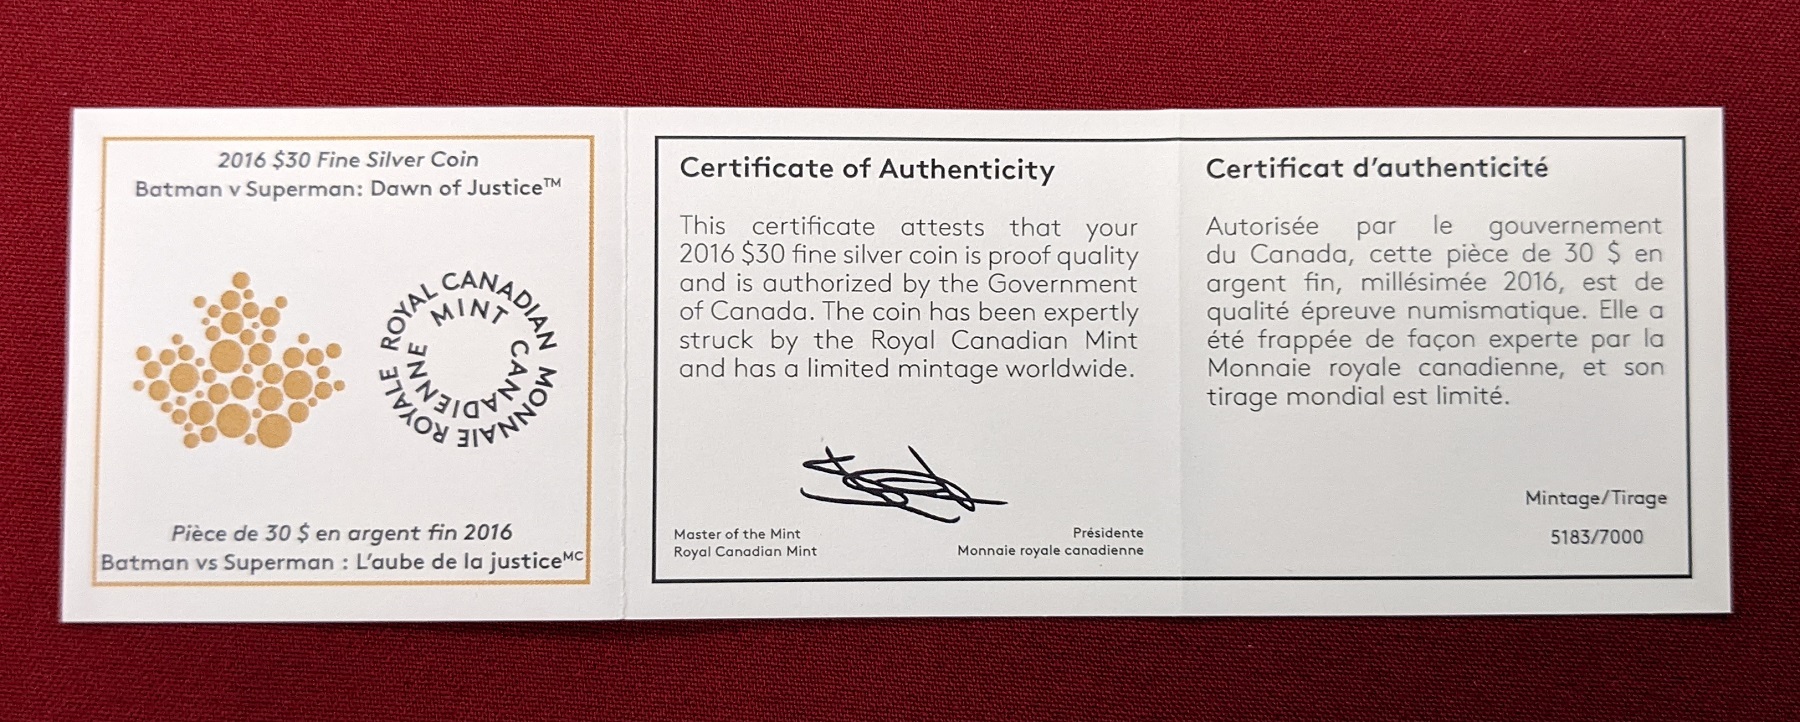 2016 $30 Fine Silver Coin
Batman v Superman: Dawn of Justice™
ROYAL CANADIAN MINT
MONNAIE ROYALE CANADIENNE
Pièce de 30 $ en argent fin 2016
Batman vs Superman : L'aube de la justiceᴹᶜ
Certificate of Authenticity
This certificate attests that your
2016 $30 fine silver coin is proof quality
and is authorized by the Government
of Canada. The coin has been expertly
struck by the Royal Canadian Mint
and has a limited mintage worldwide.
Master of the Mint
Royal Canadian Mint
Présidente
Monnaie royale canadienne
Certificat d'authenticité
Autorisée par le gouvernement
du Canada, cette pièce de 30 $ en
argent fin, millésimée 2016, est de
qualité épreuve numismatique. Elle a
été frappée de façon experte par la
Monnaie royale canadienne, et son
tirage mondial est limité.
Mintage/Tirage
5183/7000